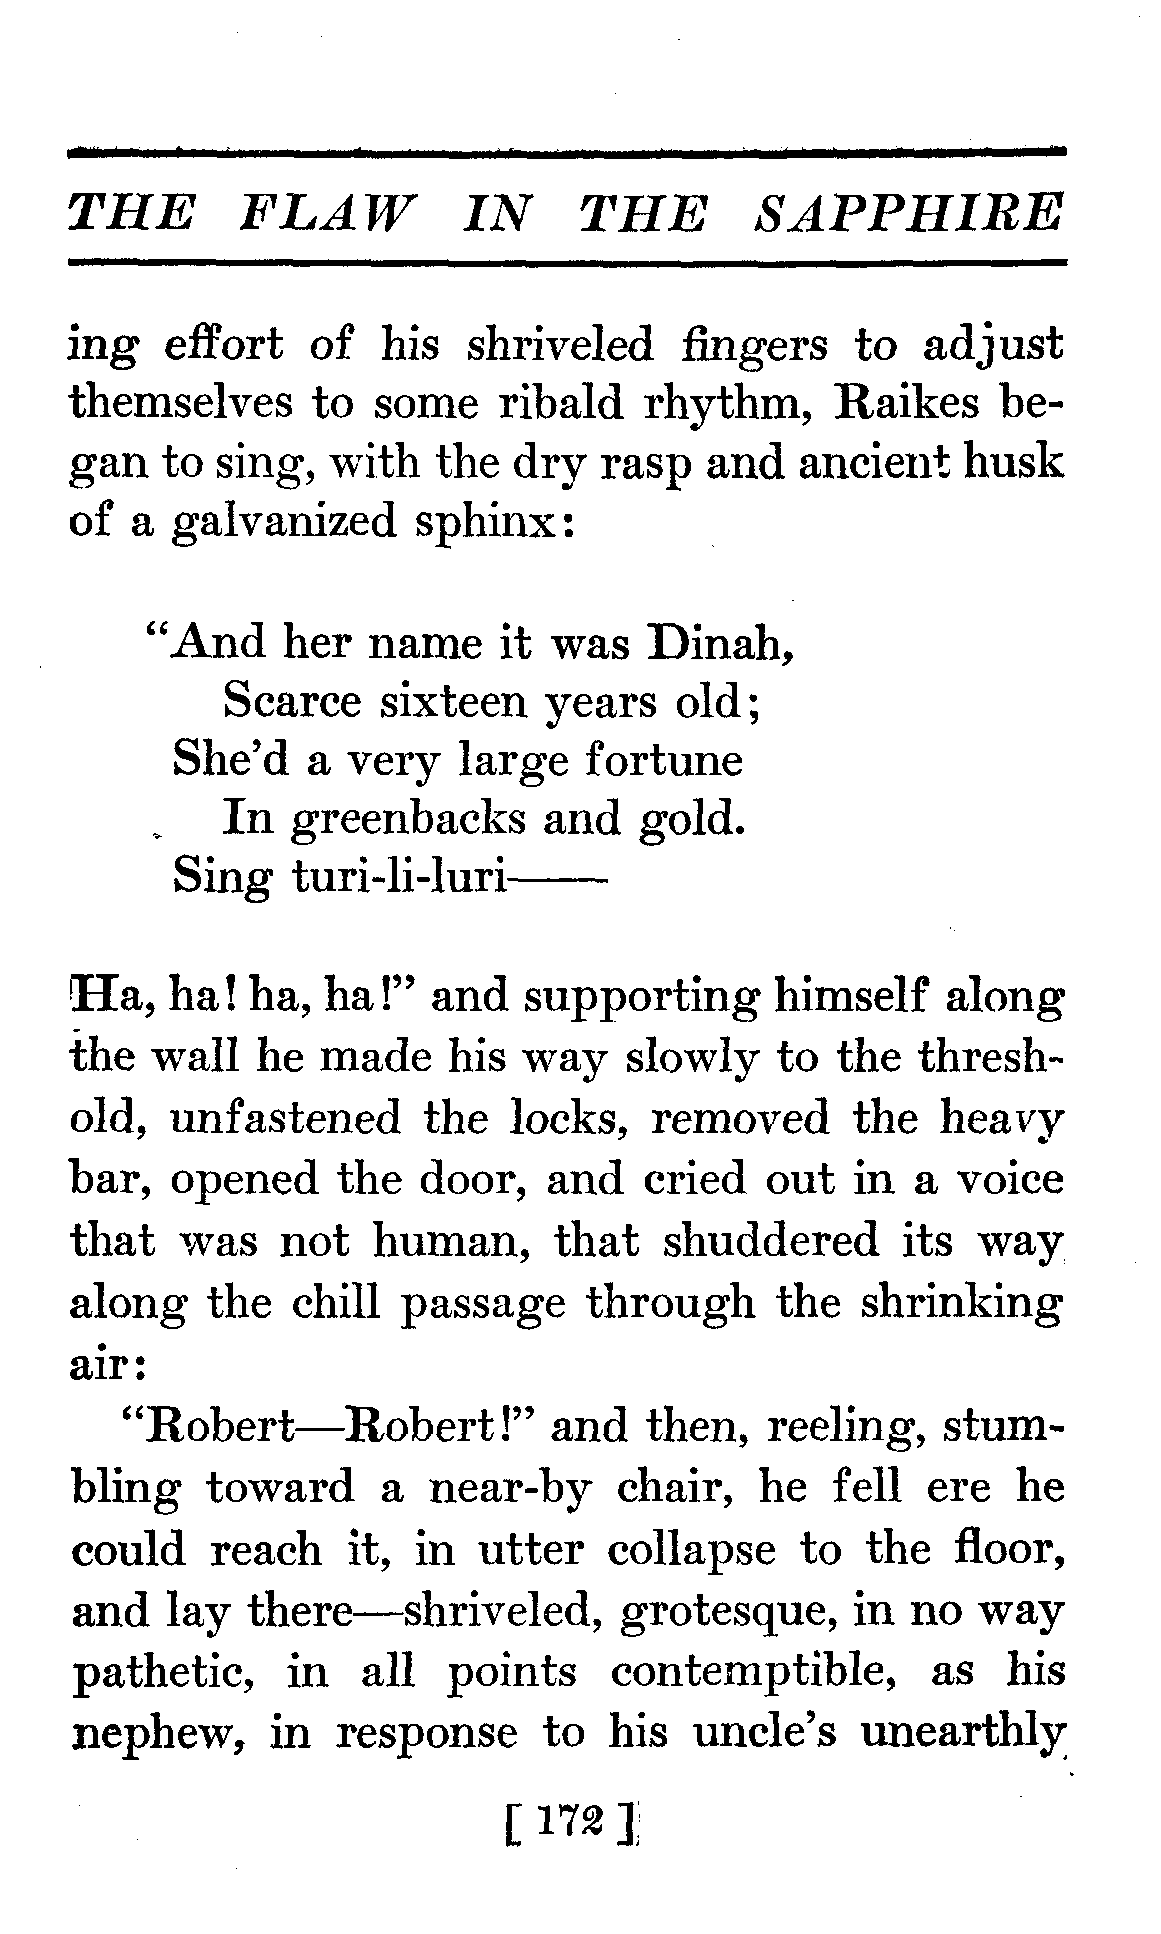 THE FLAW IN THE SAPPHIRE
ing effort of his shriveled fingers to adjust
themselves to some ribald rhythm, Raikes be-
gan to sing, with the dry rasp and ancient husk
of a galvanized sphinx:
“And her name it was Dinah,
Scarce sixteen years old;
She’d a very large fortune
In greenbacks and gold.
Sing turi-li-luri——
Ha, ha! ha, ha!” and supporting himself along
the wall he made his way slowly to the thresh-
old, unfastened the locks, removed the heavy
bar, opened the door, and cried out in a voice
that was not human, that shuddered its way
along the chill passage through the shrinking
air:
“Robert—Robert!” and then, reeling, stum-
bling toward a near-by chair, he fell ere he
could reach it, in utter collapse to the floor,
and lay there—shriveled, grotesque, in no way
pathetic, in all points contemptible, as his
nephew, in response to his uncle’s unearthly
[ 172 ]